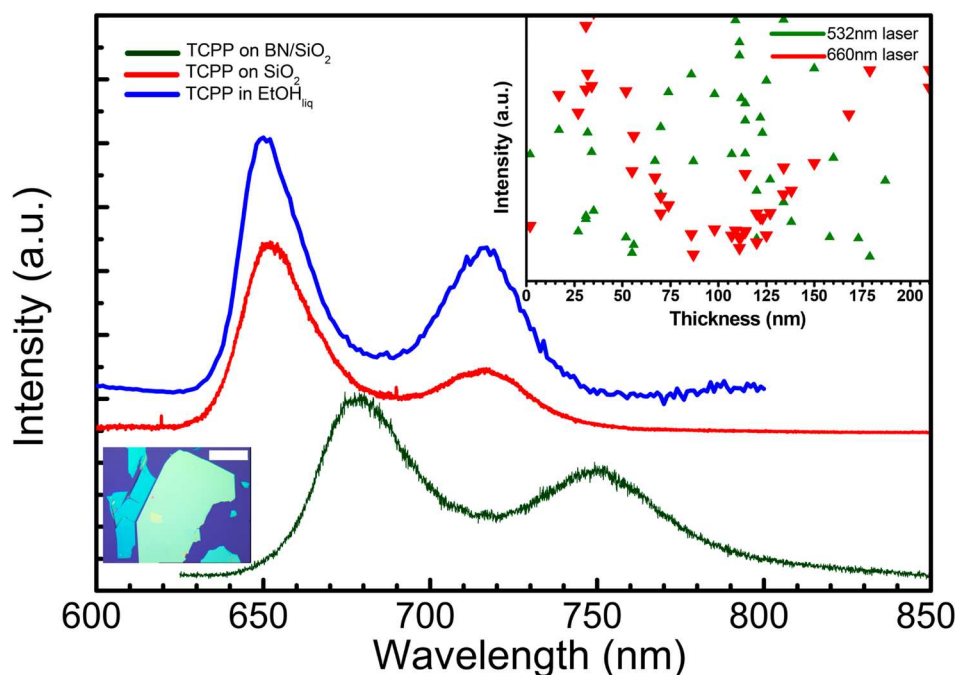 TCPP on BN/SiO₂
TCPP on SiO₂
TCPP in EtOH_liq
532nm laser
660nm laser
Intensity (a.u.)
0 25 50 75 100 125 150 175 200
Thickness (nm)
Intensity (a.u.)
600 650 700 750 800 850
Wavelength (nm)